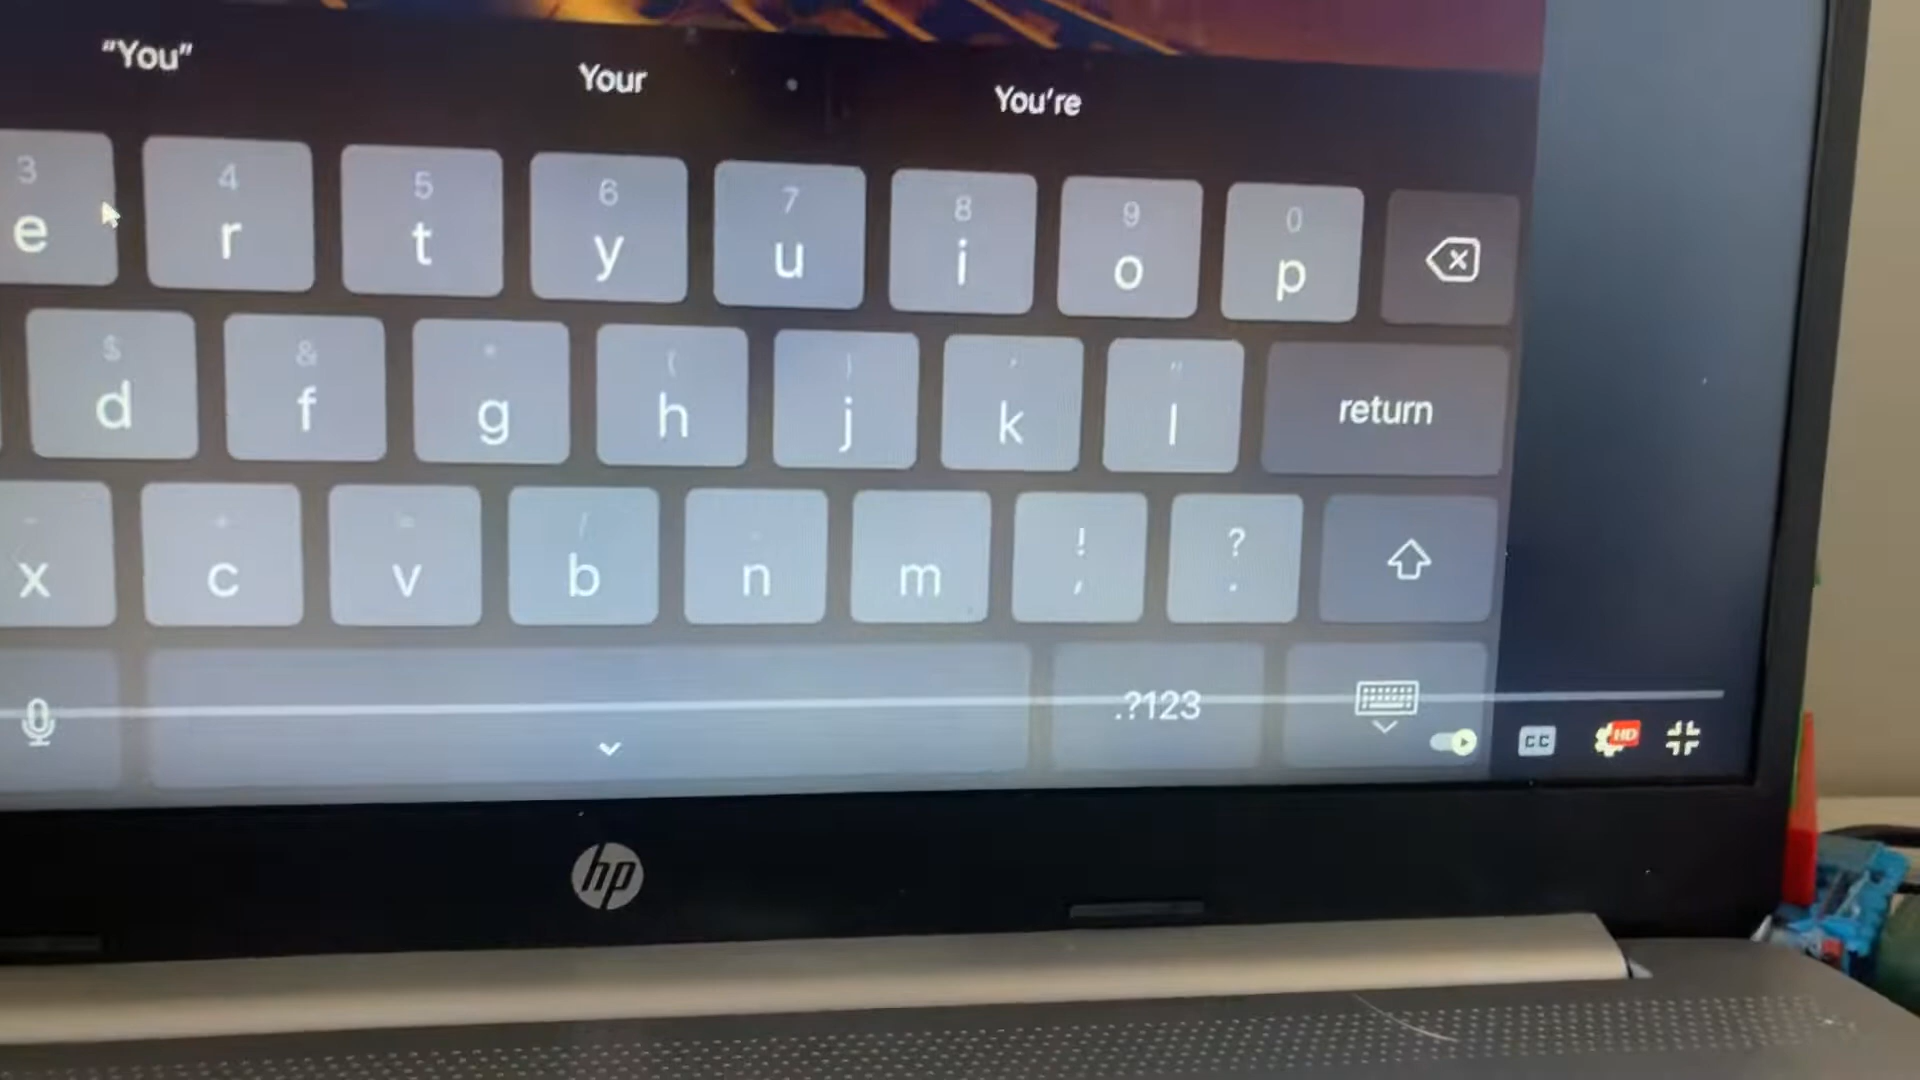 "You" Your You're
3 4 5 6 7 8 9 0
e r t y u i o p
$ & * ( ) ' "
d f g h j k l return
- + = / ! ?
x c v b n m , .
.?123
CC HD
hp